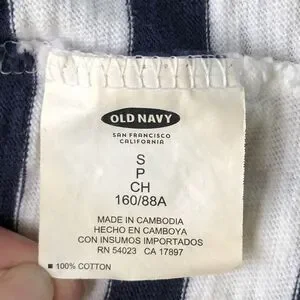 OLD NAVY
SAN FRANCISCO
CALIFORNIA
S
P
CH
160/88A
MADE IN CAMBODIA
HECHO EN CAMBOYA
CON INSUMOS IMPORTADOS
RN 54023 CA 17897
■ 100% COTTON